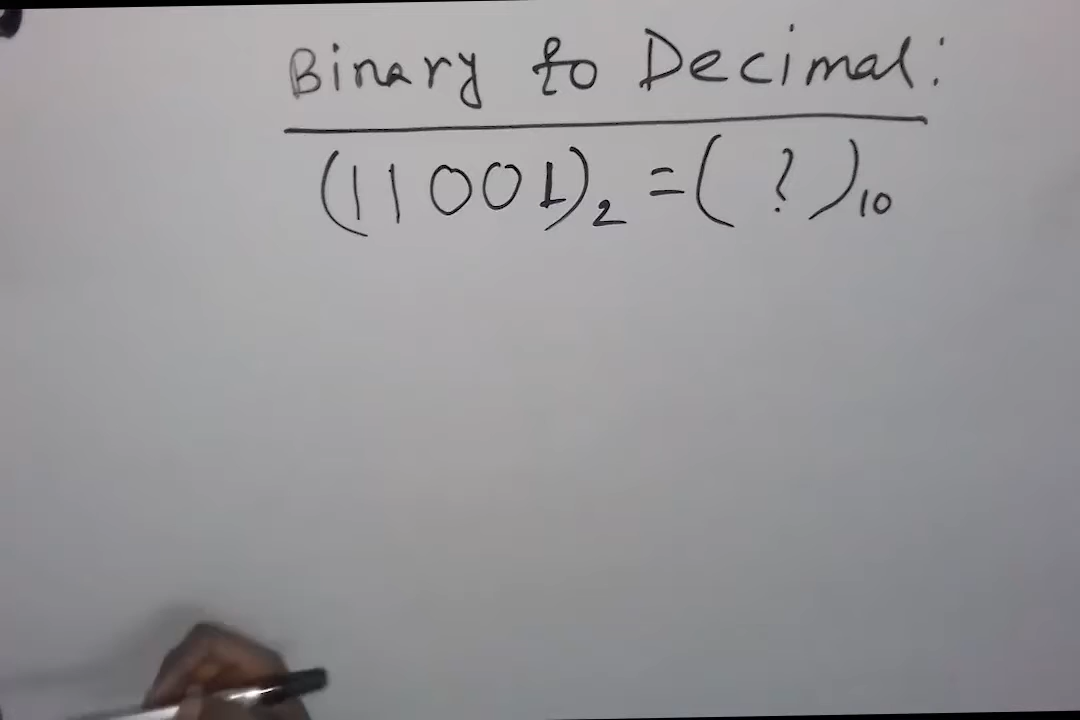 Binary to Decimal:
(11001)₂ = ( ? )₁₀